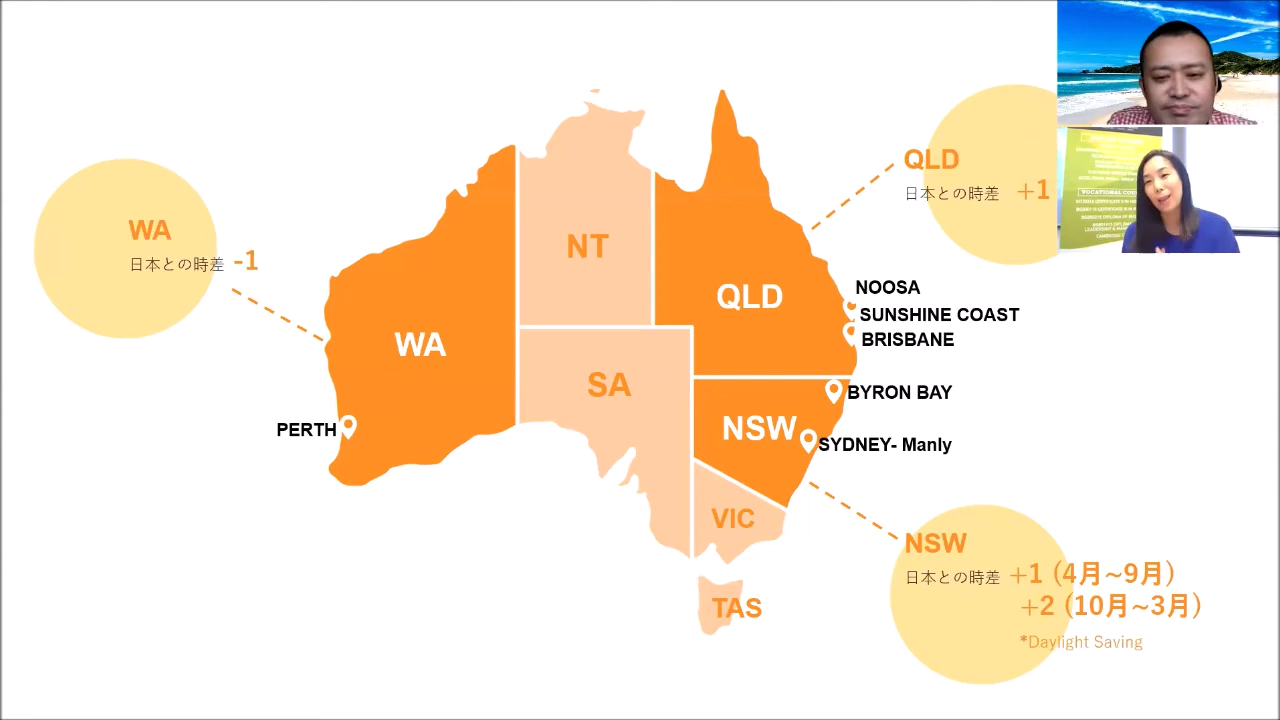 WA
日本との時差 -1
QLD
日本との時差 +1
NT
QLD
WA
SA
NSW
VIC
TAS
NOOSA
SUNSHINE COAST
BRISBANE
BYRON BAY
SYDNEY- Manly
PERTH
NSW
日本との時差 +1 (4月~9月)
+2 (10月~3月)
*Daylight Saving